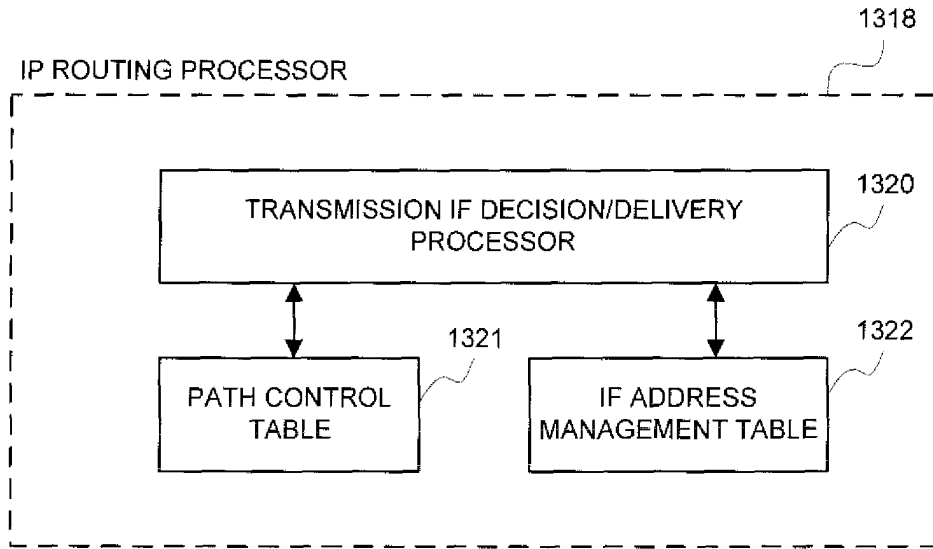 1318
IP ROUTING PROCESSOR
1320
TRANSMISSION IF DECISION/DELIVERY
PROCESSOR
1321
1322
PATH CONTROL
TABLE
IF ADDRESS
MANAGEMENT TABLE